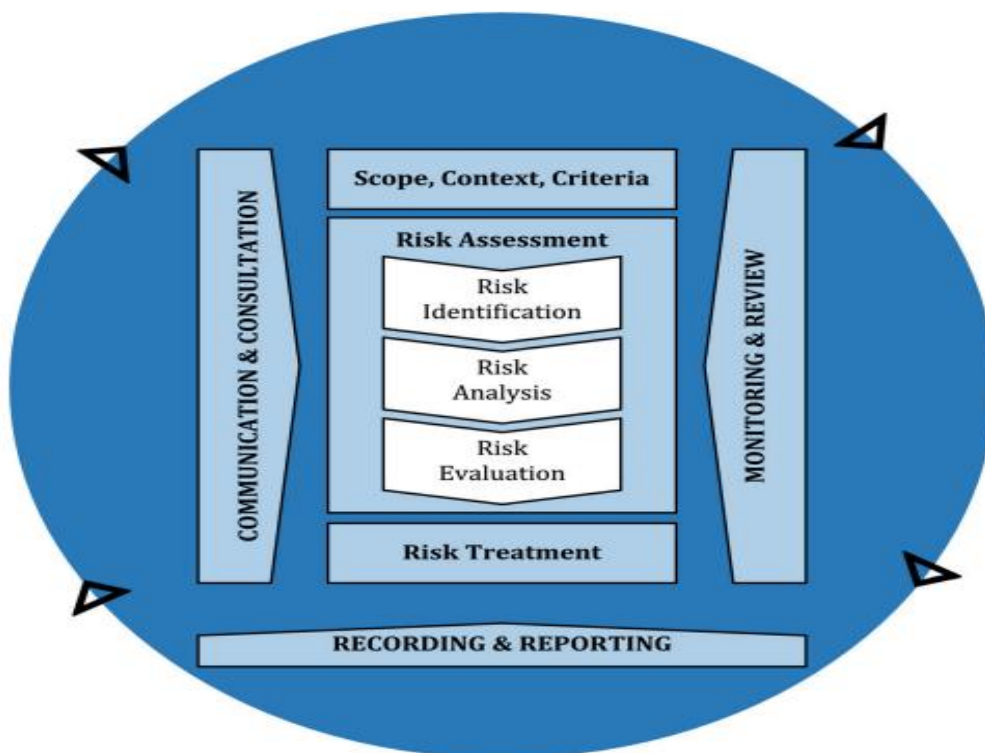 Scope, Context, Criteria
Risk Assessment
Risk
Identification
Risk
Analysis
Risk
Evaluation
Risk Treatment
COMMUNICATION & CONSULTATION
MONITORING & REVIEW
RECORDING & REPORTING